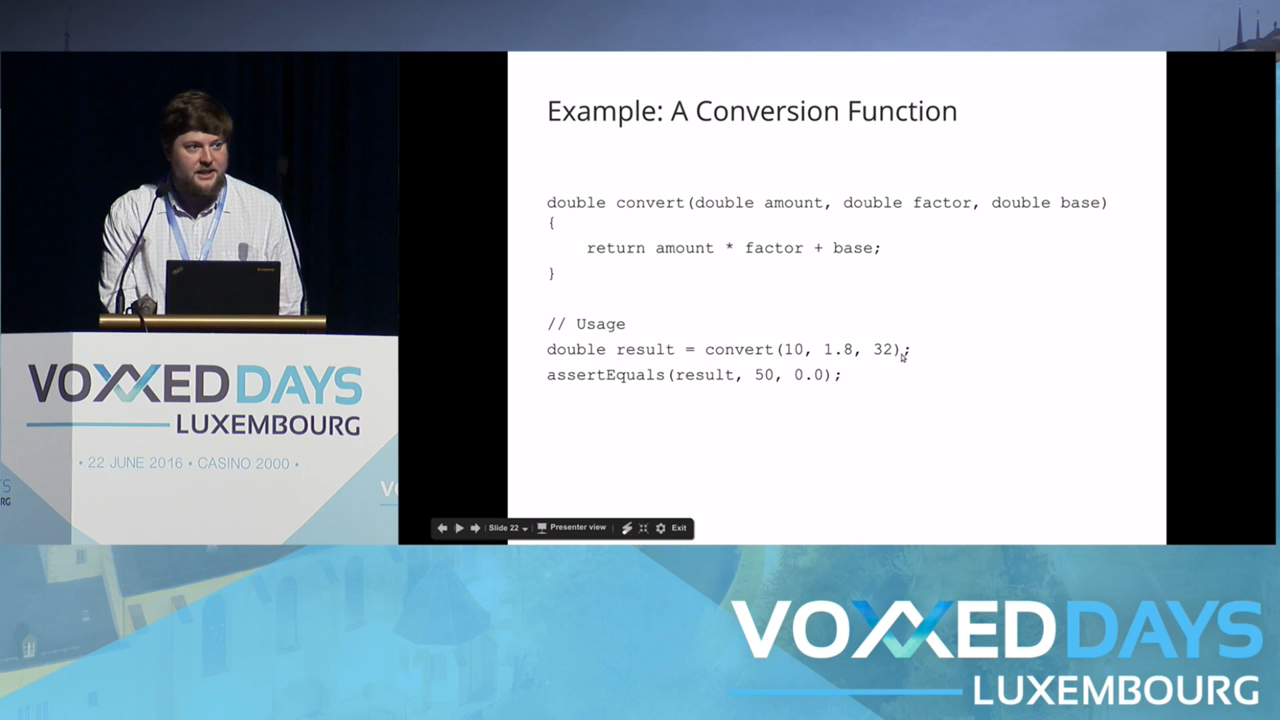 Example: A Conversion Function
double convert(double amount, double factor, double base)
{
return amount * factor + base;
}
// Usage
double result = convert(10, 1.8, 32);
assertEquals(result, 50, 0.0);
Slide 22
Presenter view
Exit
VOXXED DAYS
LUXEMBOURG
• 22 JUNE 2016 • CASINO 2000 •
VOXXED DAYS
LUXEMBOURG